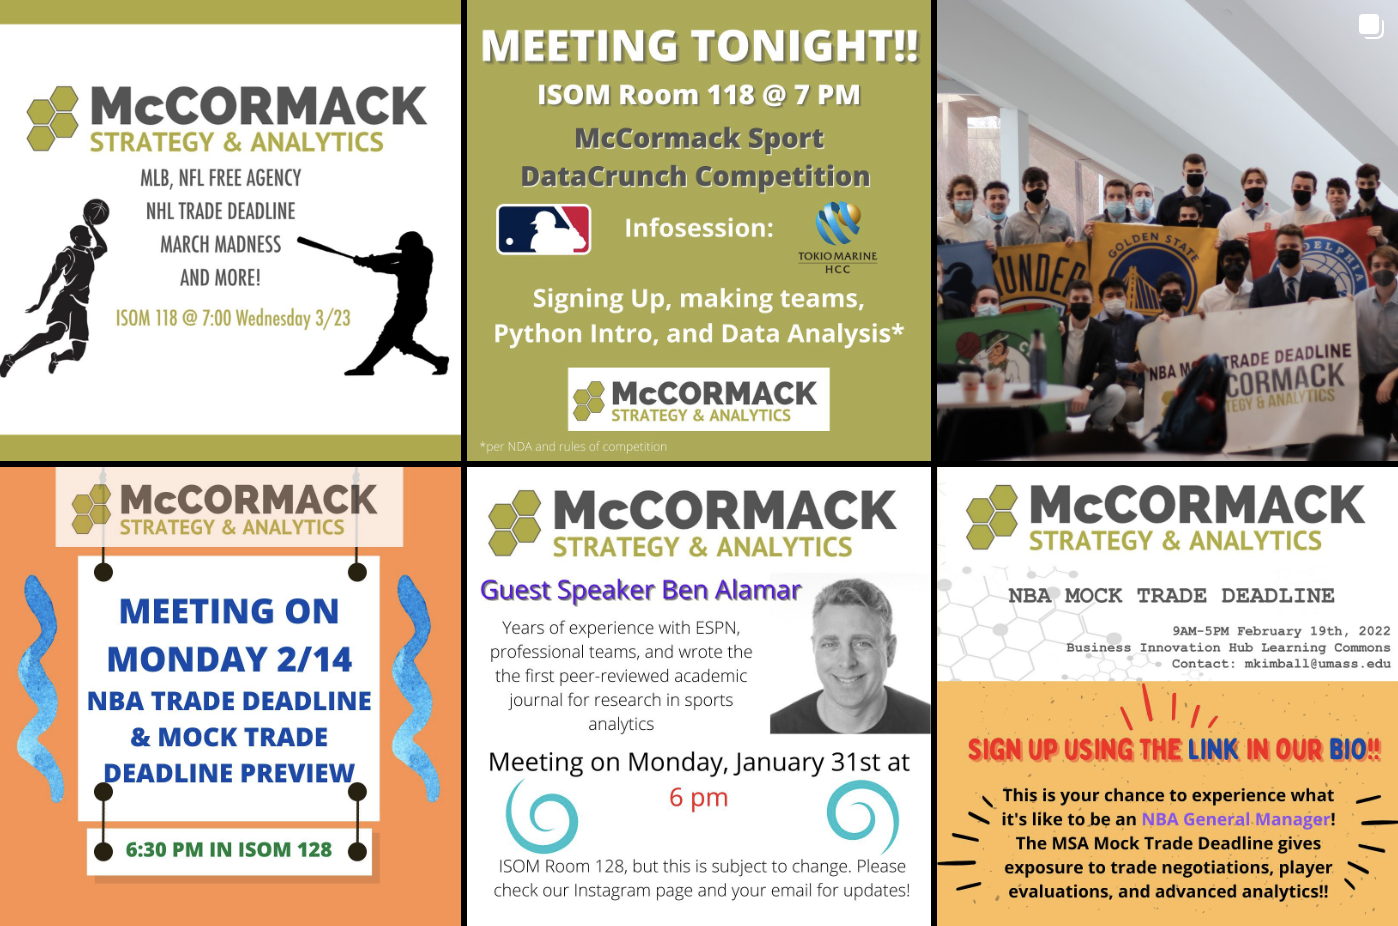 McCORMACK
STRATEGY & ANALYTICS
MLB, NFL FREE AGENCY
NHL TRADE DEADLINE
MARCH MADNESS
AND MORE!
ISOM 118 @ 7:00 Wednesday 3/23
MEETING TONIGHT!!
ISOM Room 118 @ 7 PM
McCormack Sport
DataCrunch Competition
Infosession:
TOKIO MARINE
HCC
Signing Up, making teams,
Python Intro, and Data Analysis*
McCORMACK
STRATEGY & ANALYTICS
*per NDA and rules of competition
GOLDEN STATE
PHILADELPHIA
UNDER
C
NBA MO TRADE DEADLINE
CORMACK
TEGY & ANALYTICS
McCORMACK
STRATEGY & ANALYTICS
MEETING ON
MONDAY 2/14
NBA TRADE DEADLINE
& MOCK TRADE
DEADLINE PREVIEW
6:30 PM IN ISOM 128
McCORMACK
STRATEGY & ANALYTICS
Guest Speaker Ben Alamar
Years of experience with ESPN,
professional teams, and wrote the
the first peer-reviewed academic
journal for research in sports
analytics
Meeting on Monday, January 31st at
6 pm
ISOM Room 128, but this is subject to change. Please
check our Instagram page and your email for updates!
McCORMACK
STRATEGY & ANALYTICS
NBA MOCK TRADE DEADLINE
9AM-5PM February 19th, 2022
Business Innovation Hub Learning Commons
Contact: mkimball@umass.edu
SIGN UP USING THE LINK IN OUR BIO!!
This is your chance to experience what
it's like to be an NBA General Manager!
The MSA Mock Trade Deadline gives
exposure to trade negotiations, player
evaluations, and advanced analytics!!